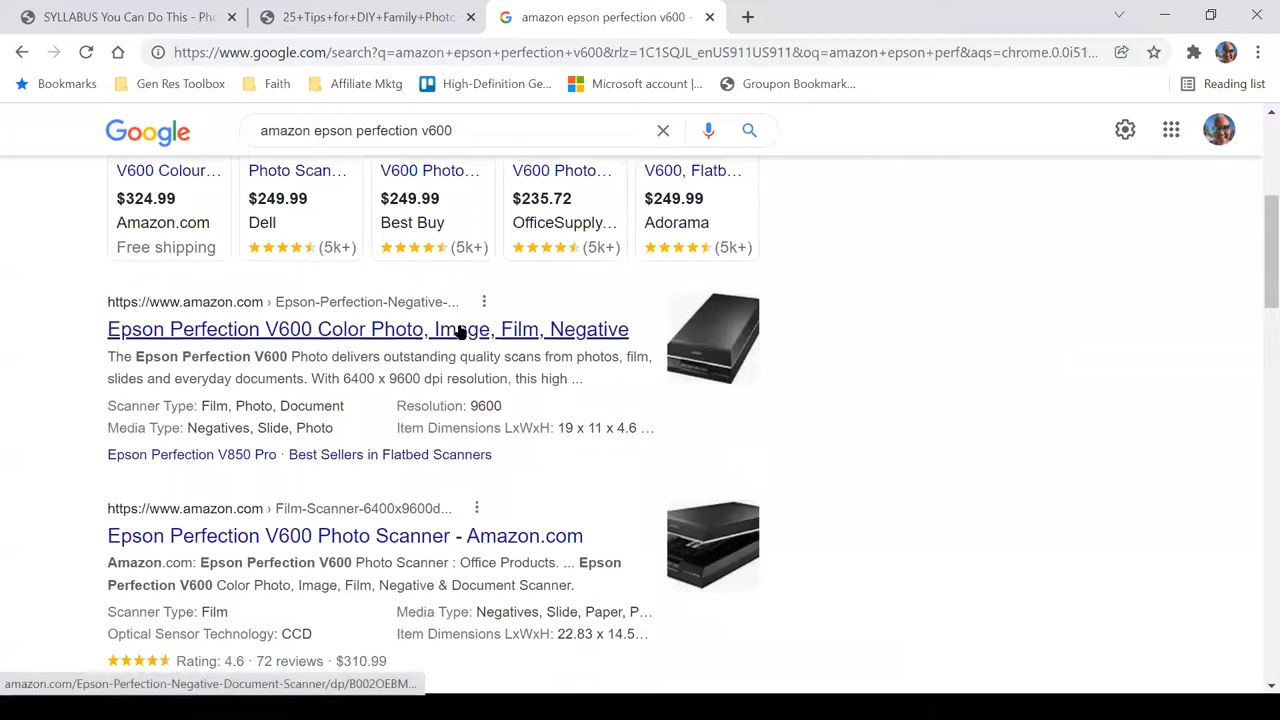 SYLLABUS You Can Do This - Pho
25+Tips+for+DIY+Family+Photo
amazon epson perfection v600 -
https://www.google.com/search?q=amazon+epson+perfection+v600&rlz=1C1SQJL_enUS911US911&oq=amazon+epson+perf&aqs=chrome.0.0i51...
Bookmarks Gen Res Toolbox Faith Affiliate Mktg High-Definition Ge... Microsoft account |... Groupon Bookmark... Reading list
Google amazon epson perfection v600
V600 Colour... Photo Scan... V600 Photo... V600 Photo... V600, Flatb...
$324.99 $249.99 $249.99 $235.72 $249.99
Amazon.com Dell Best Buy OfficeSupply... Adorama
Free shipping (5k+) (5k+) (5k+) (5k+)
https://www.amazon.com › Epson-Perfection-Negative-...
Epson Perfection V600 Color Photo, Image, Film, Negative
The Epson Perfection V600 Photo delivers outstanding quality scans from photos, film,
slides and everyday documents. With 6400 x 9600 dpi resolution, this high ...
Scanner Type: Film, Photo, Document Resolution: 9600
Media Type: Negatives, Slide, Photo Item Dimensions LxWxH: 19 x 11 x 4.6 ...
Epson Perfection V850 Pro · Best Sellers in Flatbed Scanners
https://www.amazon.com › Film-Scanner-6400x9600d...
Epson Perfection V600 Photo Scanner - Amazon.com
Amazon.com: Epson Perfection V600 Photo Scanner : Office Products. ... Epson
Perfection V600 Color Photo, Image, Film, Negative & Document Scanner.
Scanner Type: Film Media Type: Negatives, Slide, Paper, P...
Optical Sensor Technology: CCD Item Dimensions LxWxH: 22.83 x 14.5...
Rating: 4.6 · 72 reviews · $310.99
amazon.com/Epson-Perfection-Negative-Document-Scanner/dp/B002OEBM...